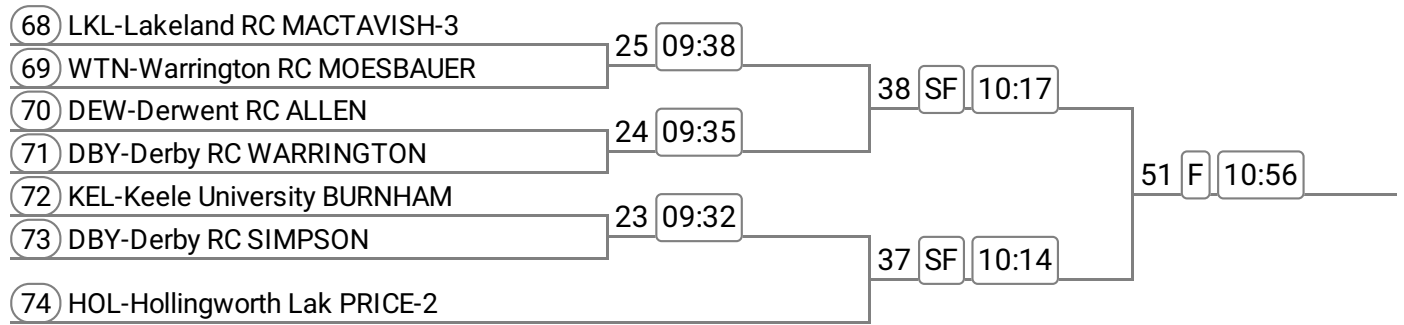 68 LKL-Lakeland RC MACTAVISH-3
25 09:38
69 WTN-Warrington RC MOESBAUER
38 SF 10:17
70 DEW-Derwent RC ALLEN
24 09:35
71 DBY-Derby RC WARRINGTON
51 F 10:56
72 KEL-Keele University BURNHAM
23 09:32
73 DBY-Derby RC SIMPSON
37 SF 10:14
74 HOL-Hollingworth Lak PRICE-2